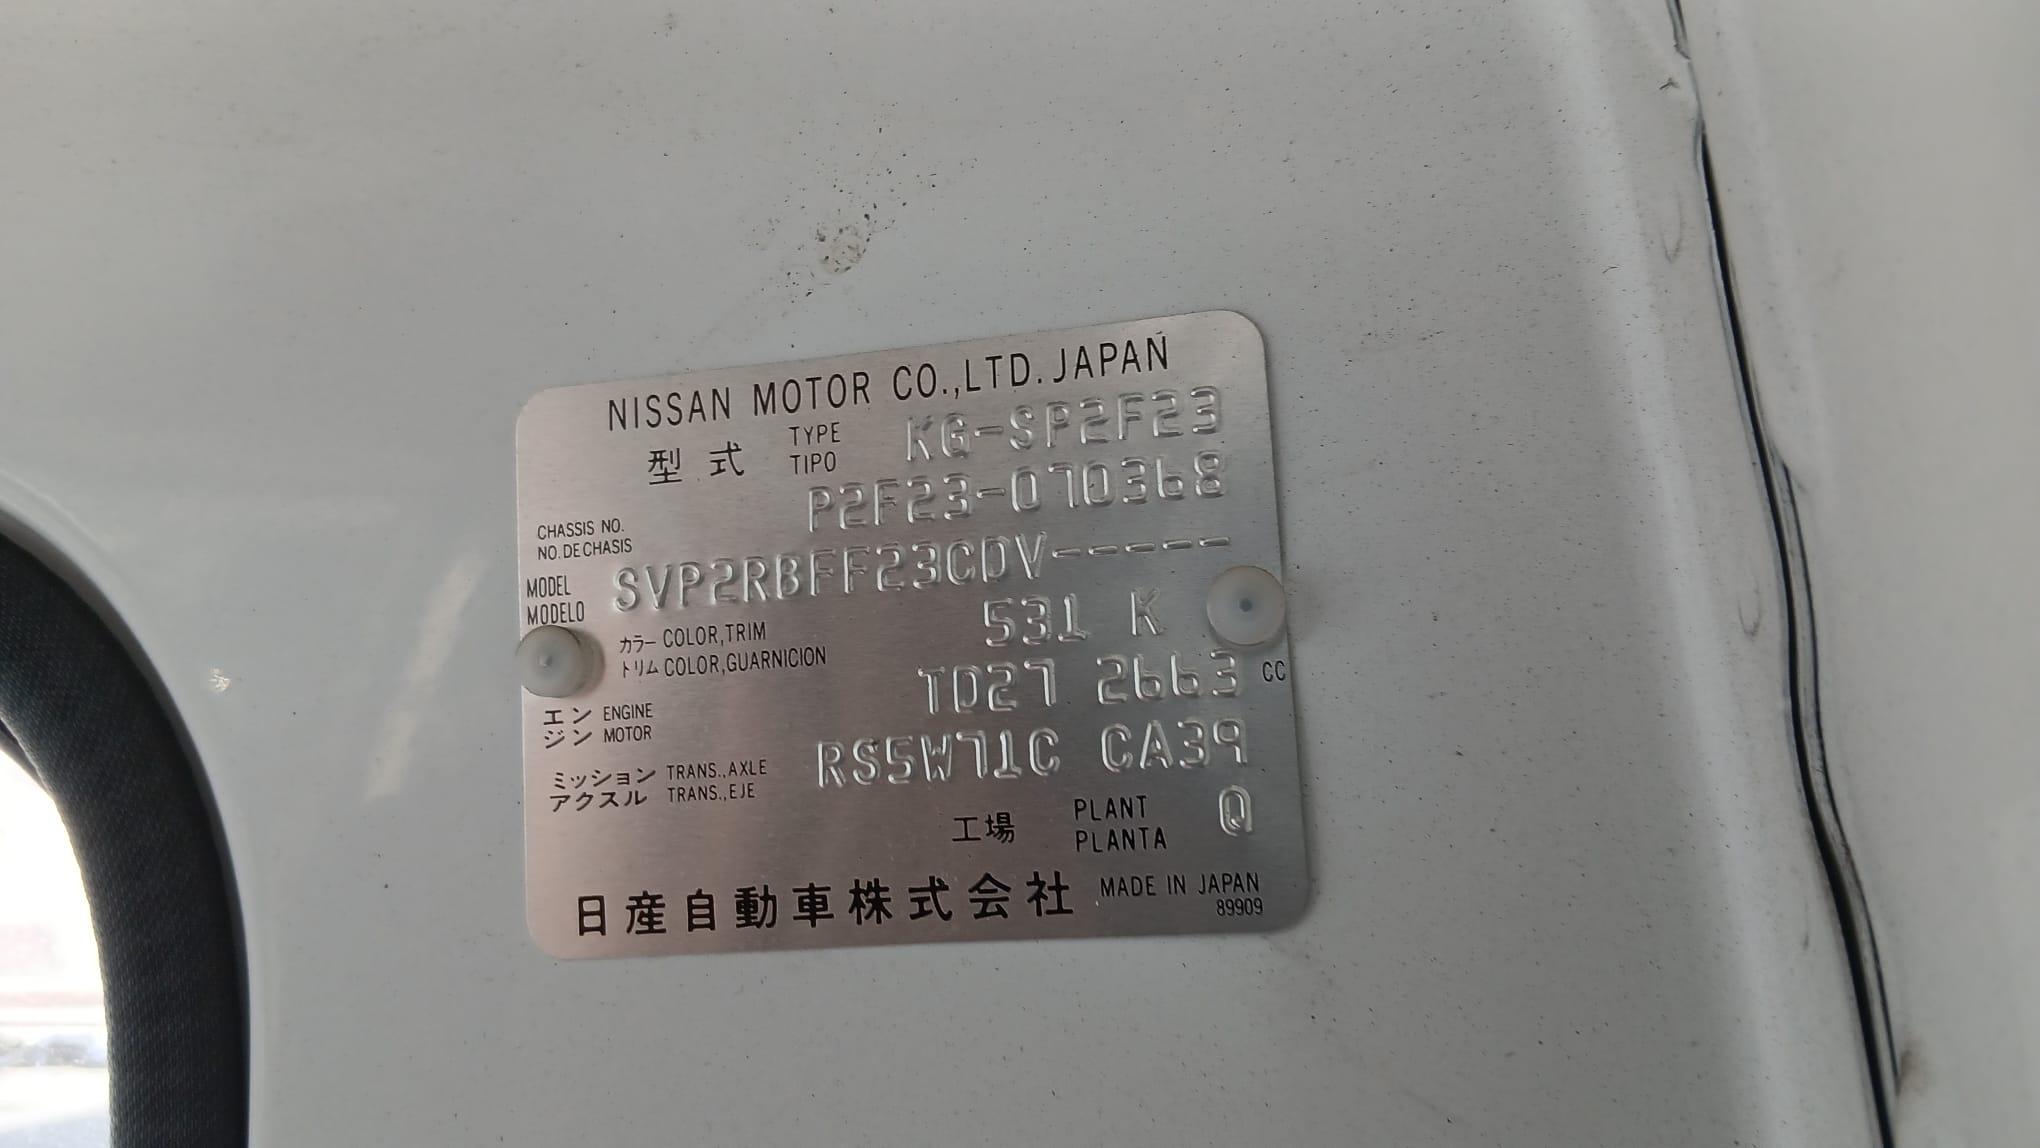 NISSAN MOTOR CO.,LTD. JAPAN
型式 TYPE TIPO KG-SP2F23
CHASSIS NO. NO. DE CHASIS P2F23-070368
MODEL MODELO SVP2RBFF23CDV-----
カラー COLOR,TRIM トリム COLOR,GUARNICION 531 K
エンジン ENGINE MOTOR TD27 2663 CC
ミッション TRANS.,AXLE アクスル TRANS.,EJE RS5W71C CA39
工場 PLANT PLANTA Q
日産自動車株式会社 MADE IN JAPAN
89909